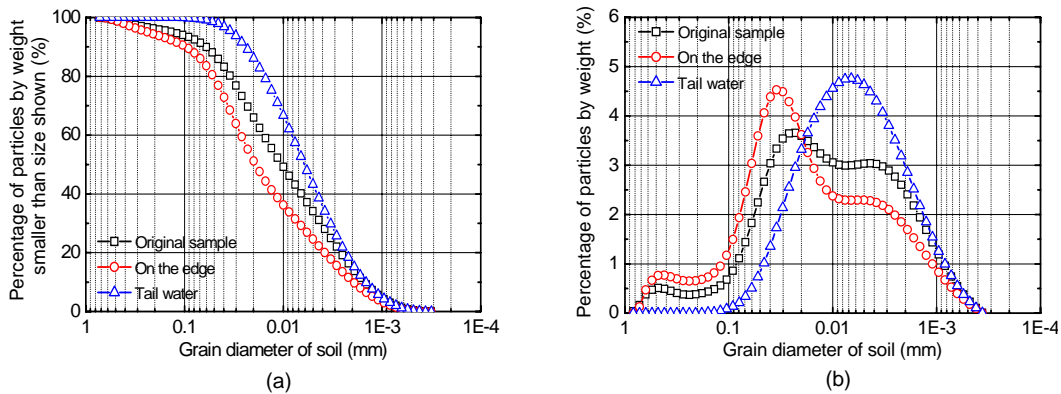 Percentage of particles by weight
smaller than size shown (%)
100
80
60
40
20
0
Original sample
On the edge
Tail water
1
0.1
0.01
1E-3
1E-4
Grain diameter of soil (mm)
(a)
Percentage of particles by weight (%)
6
5
4
3
2
1
0
Original sample
On the edge
Tail water
1
0.1
0.01
1E-3
1E-4
Grain diameter of soil (mm)
(b)